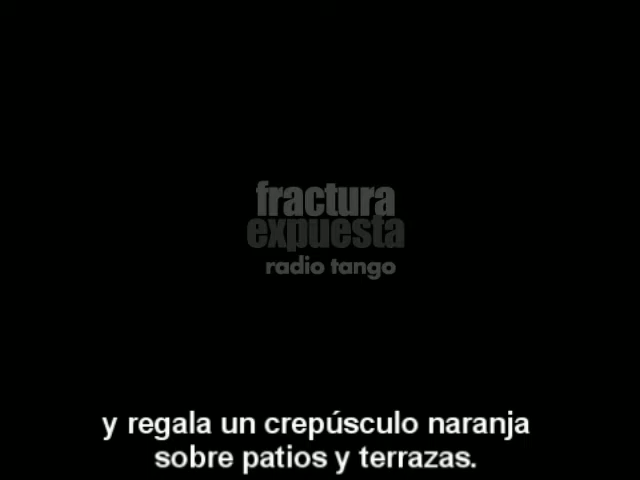 fractura
expuesta
radio tango
y regala un crepúsculo naranja
sobre patios y terrazas.